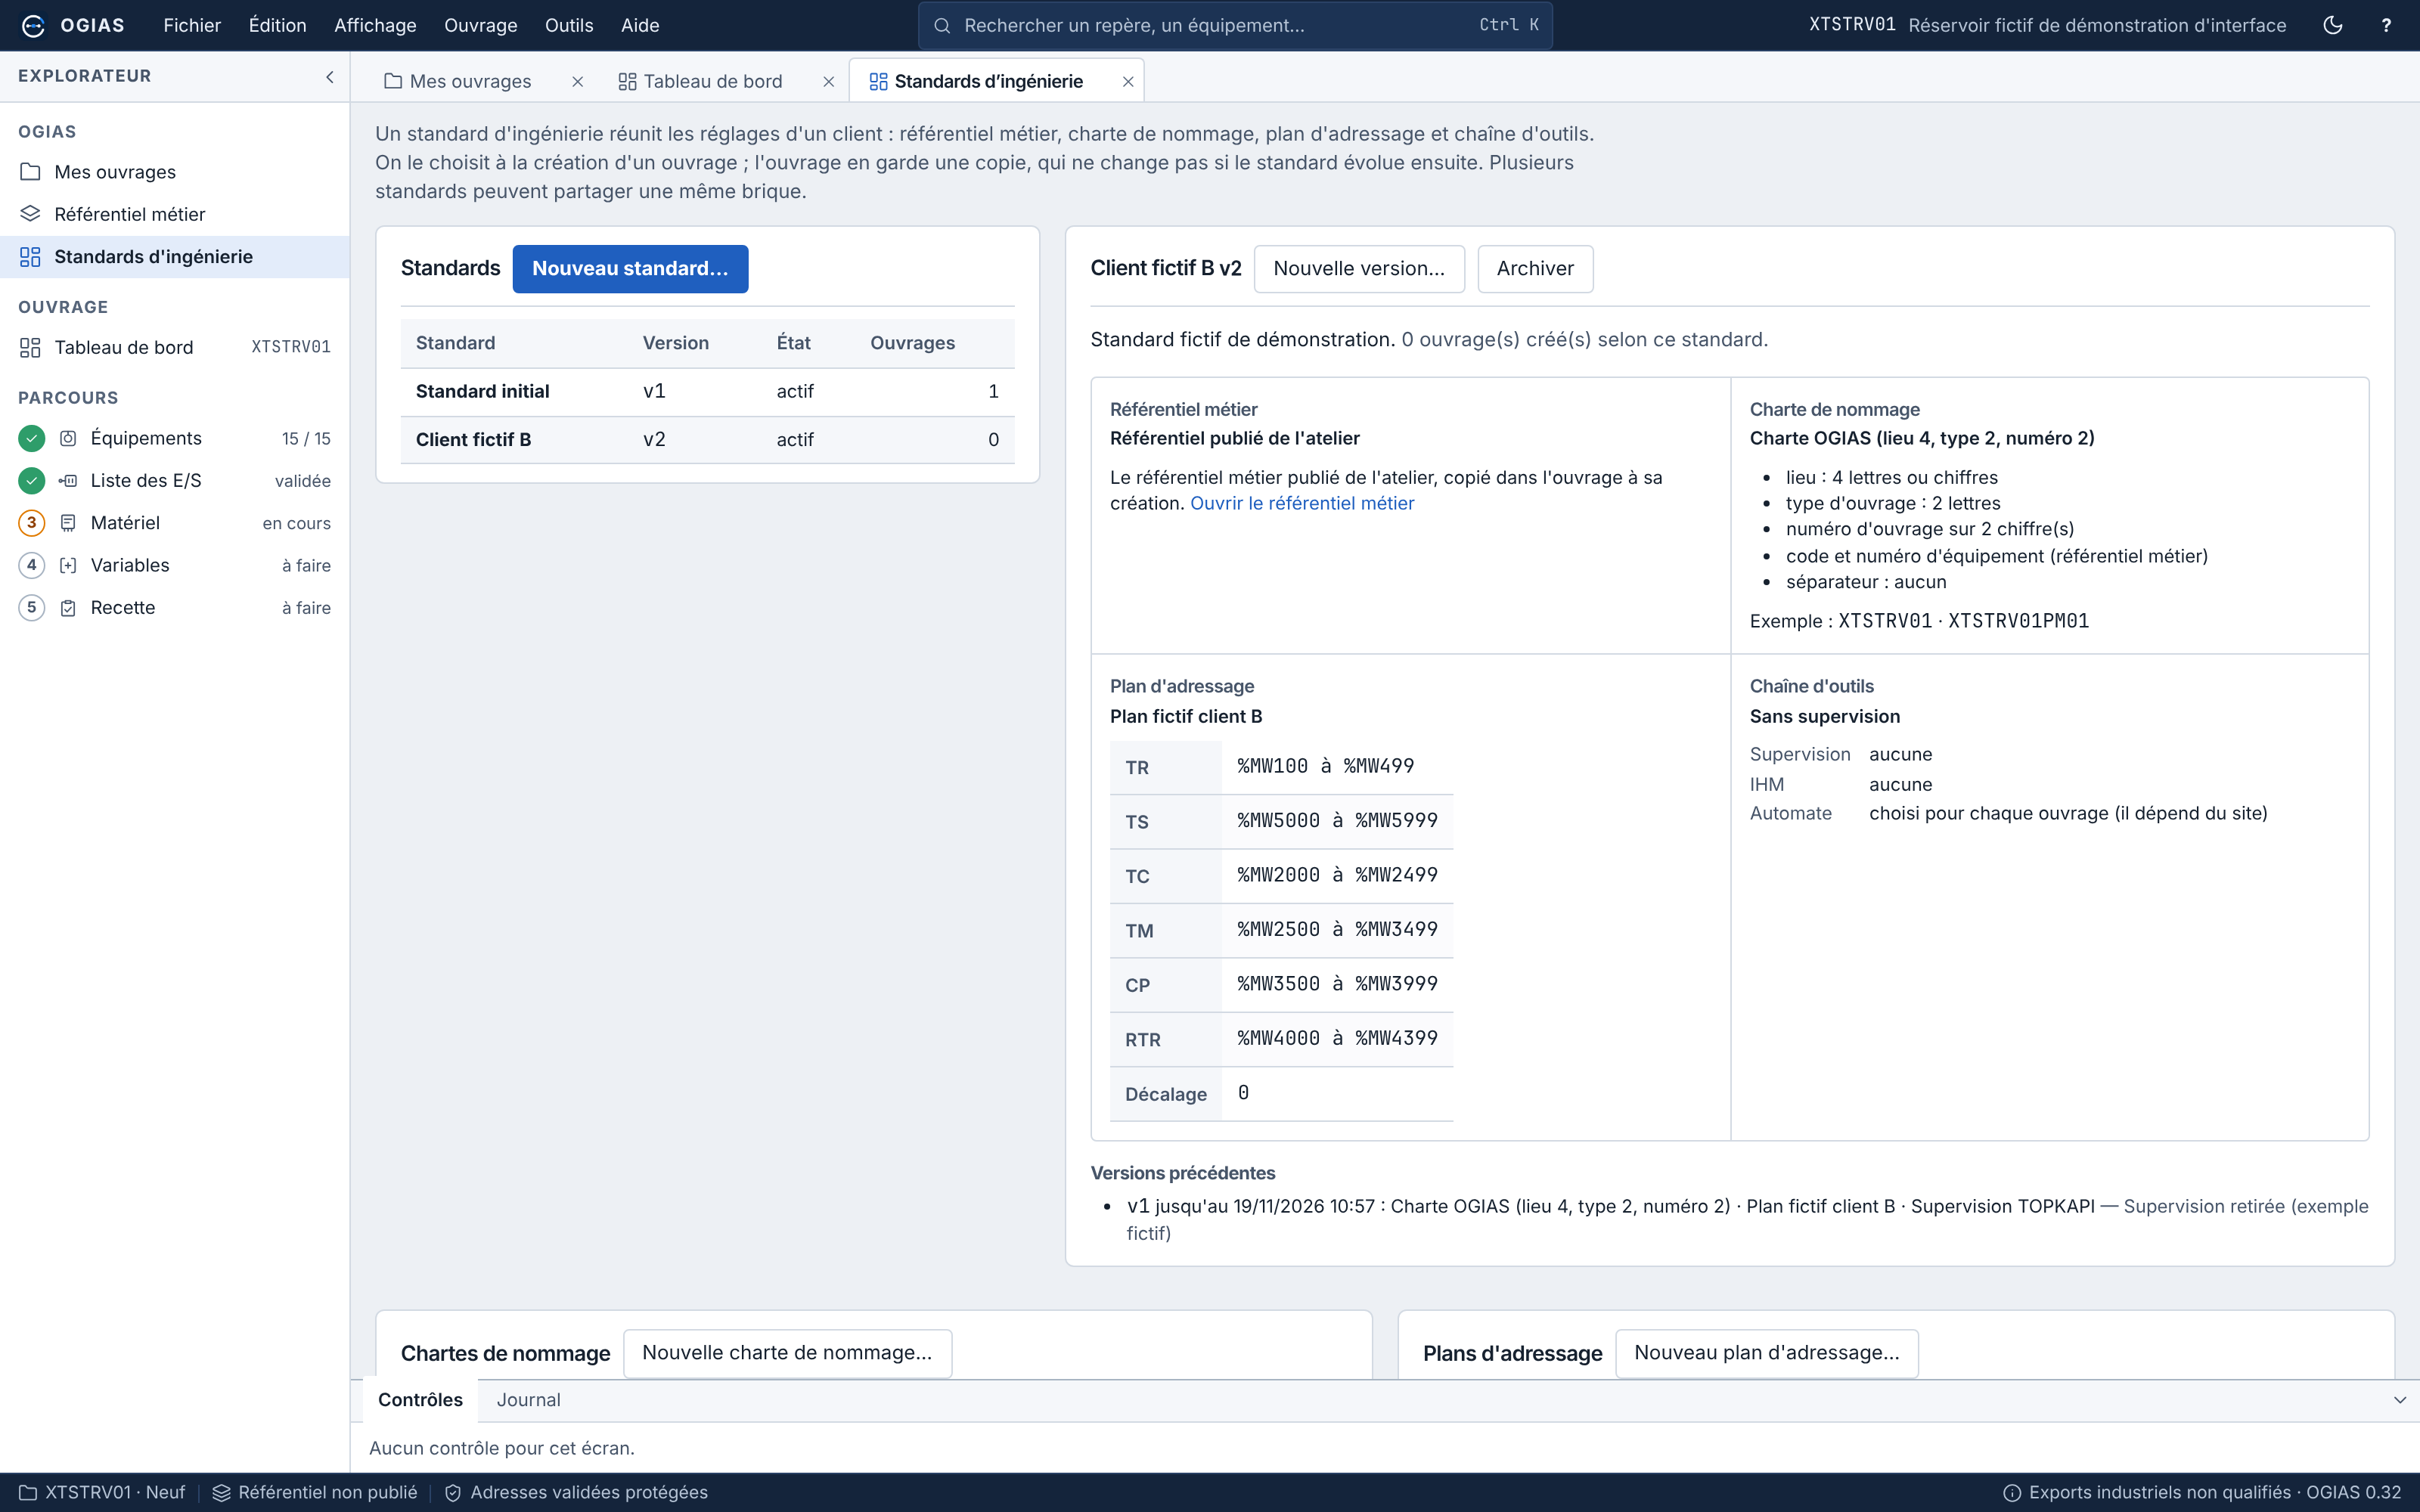 OGIAS Fichier Édition Affichage Ouvrage Outils Aide Rechercher un repère, un équipement... Ctrl K XTSTRV01 Réservoir fictif de démonstration d'interface ?
EXPLORATEUR
Mes ouvrages Tableau de bord Standards d’ingénierie
OGIAS
Mes ouvrages
Référentiel métier
Standards d'ingénierie
OUVRAGE
Tableau de bord XTSTRV01
PARCOURS
Équipements 15 / 15
Liste des E/S validée
3 Matériel en cours
4 Variables à faire
5 Recette à faire
Un standard d'ingénierie réunit les réglages d'un client : référentiel métier, charte de nommage, plan d'adressage et chaîne d'outils.
On le choisit à la création d'un ouvrage ; l'ouvrage en garde une copie, qui ne change pas si le standard évolue ensuite. Plusieurs
standards peuvent partager une même brique.
Standards Nouveau standard...
Standard Version État Ouvrages
Standard initial v1 actif 1
Client fictif B v2 actif 0
Client fictif B v2 Nouvelle version... Archiver
Standard fictif de démonstration. 0 ouvrage(s) créé(s) selon ce standard.
Référentiel métier
Référentiel publié de l'atelier
Le référentiel métier publié de l'atelier, copié dans l'ouvrage à sa
création. Ouvrir le référentiel métier
Charte de nommage
Charte OGIAS (lieu 4, type 2, numéro 2)
• lieu : 4 lettres ou chiffres
• type d'ouvrage : 2 lettres
• numéro d'ouvrage sur 2 chiffre(s)
• code et numéro d'équipement (référentiel métier)
• séparateur : aucun
Exemple : XTSTRV01 · XTSTRV01PM01
Plan d'adressage
Plan fictif client B
TR %MW100 à %MW499
TS %MW5000 à %MW5999
TC %MW2000 à %MW2499
TM %MW2500 à %MW3499
CP %MW3500 à %MW3999
RTR %MW4000 à %MW4399
Décalage 0
Chaîne d'outils
Sans supervision
Supervision aucune
IHM aucune
Automate choisi pour chaque ouvrage (il dépend du site)
Versions précédentes
• v1 jusqu'au 19/11/2026 10:57 : Charte OGIAS (lieu 4, type 2, numéro 2) · Plan fictif client B · Supervision TOPKAPI — Supervision retirée (exemple
fictif)
Chartes de nommage Nouvelle charte de nommage...
Plans d'adressage Nouveau plan d'adressage...
Contrôles Journal
Aucun contrôle pour cet écran.
XTSTRV01 · Neuf Référentiel non publié Adresses validées protégées Exports industriels non qualifiés · OGIAS 0.32